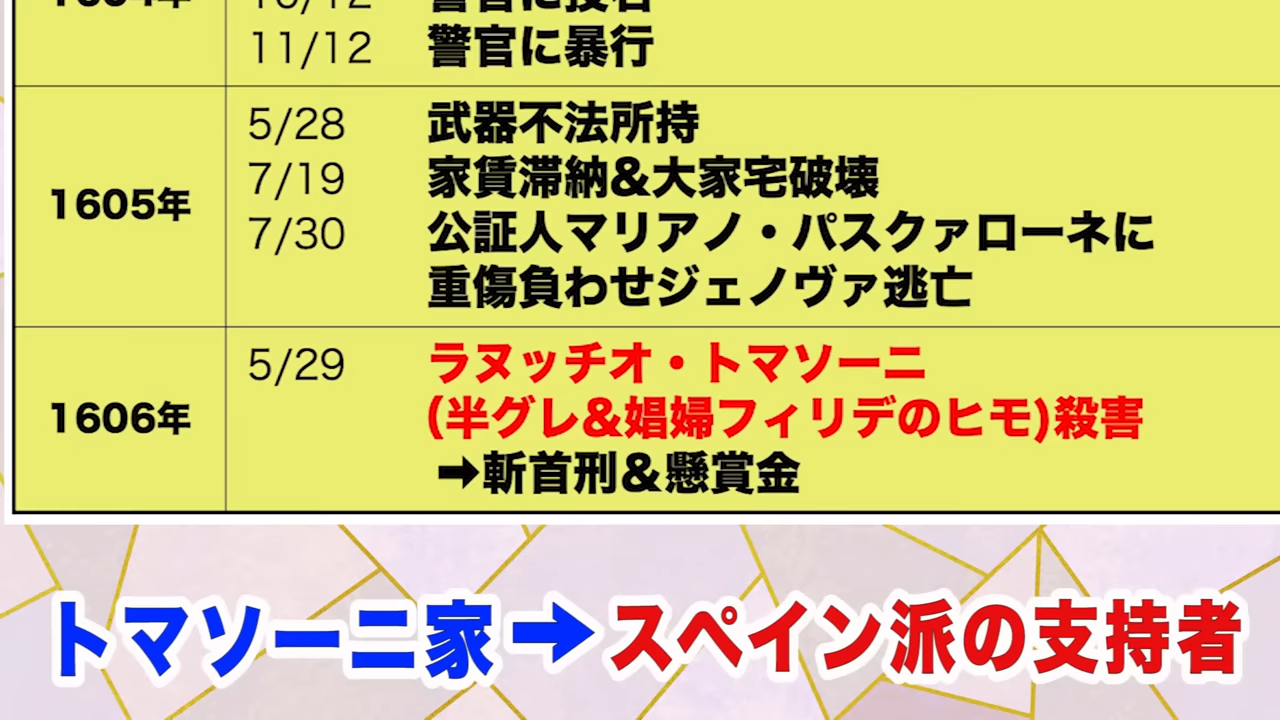 11/12 警官に暴行
1605年
5/28 武器不法所持
7/19 家賃滞納&大家宅破壊
7/30 公証人マリアノ・パスクァローネに
重傷負わせジェノヴァ逃亡
1606年
5/29 ラヌッチオ・トマソーニ
(半グレ&娼婦フィリデのヒモ)殺害
➡斬首刑&懸賞金
トマソーニ家➡スペイン派の支持者